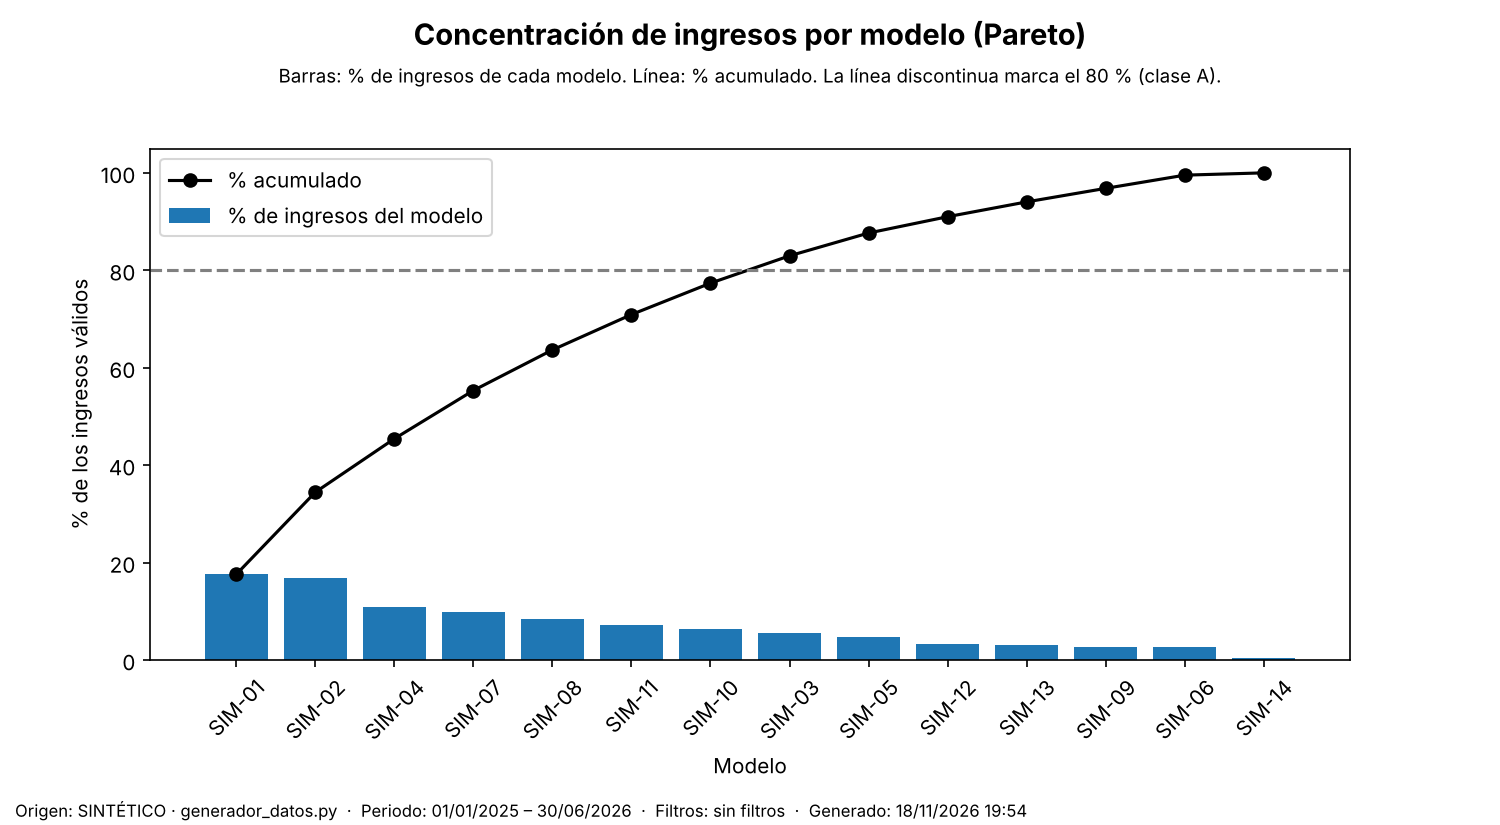 Concentración de ingresos por modelo (Pareto)
Barras: % de ingresos de cada modelo. Línea: % acumulado. La línea discontinua marca el 80 % (clase A).
% acumulado
% de ingresos del modelo
% de los ingresos válidos
100
80
60
40
20
0
SIM-01
SIM-02
SIM-04
SIM-07
SIM-08
SIM-11
SIM-10
SIM-03
SIM-05
SIM-12
SIM-13
SIM-09
SIM-06
SIM-14
Modelo
Origen: SINTÉTICO · generador_datos.py · Periodo: 01/01/2025 – 30/06/2026 · Filtros: sin filtros · Generado: 18/11/2026 19:54